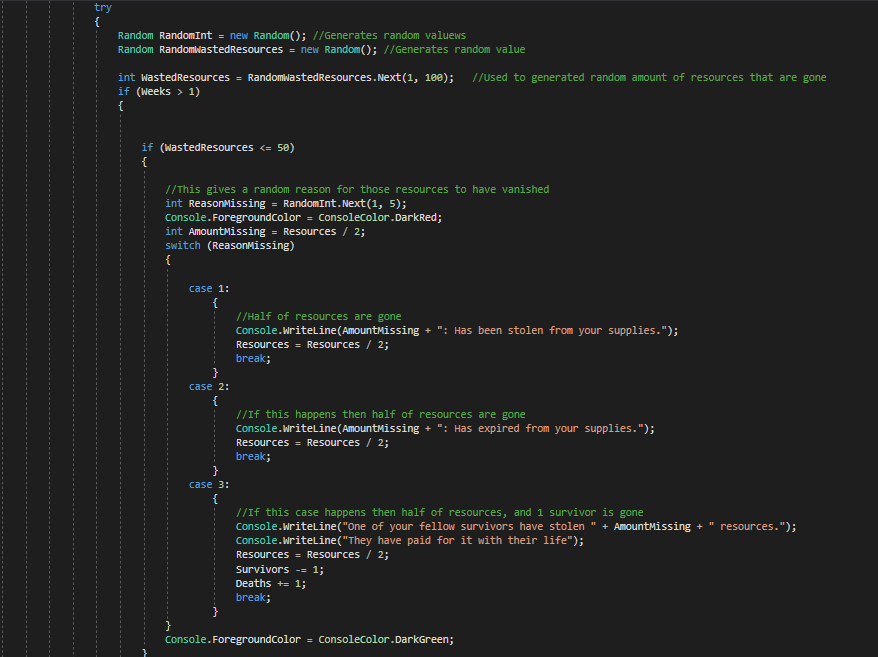 try
{
Random RandomInt = new Random(); //Generates random valuews
Random RandomWastedResources = new Random(); //Generates random value
int WastedResources = RandomWastedResources.Next(1, 100);   //Used to generated random amount of resources that are gone
if (Weeks > 1)
{
if (WastedResources <= 50)
{
//This gives a random reason for those resources to have vanished
int ReasonMissing = RandomInt.Next(1, 5);
Console.ForegroundColor = ConsoleColor.DarkRed;
int AmountMissing = Resources / 2;
switch (ReasonMissing)
{
case 1:
{
//Half of resources are gone
Console.WriteLine(AmountMissing + ": Has been stolen from your supplies.");
Resources = Resources / 2;
break;
}
case 2:
{
//If this happens then half of resources are gone
Console.WriteLine(AmountMissing + ": Has expired from your supplies.");
Resources = Resources / 2;
break;
}
case 3:
{
//If this case happens then half of resources, and 1 survivor is gone
Console.WriteLine("One of your fellow survivors have stolen " + AmountMissing + " resources.");
Console.WriteLine("They have paid for it with their life");
Resources = Resources / 2;
Survivors -= 1;
Deaths += 1;
break;
}
}
Console.ForegroundColor = ConsoleColor.DarkGreen;
}